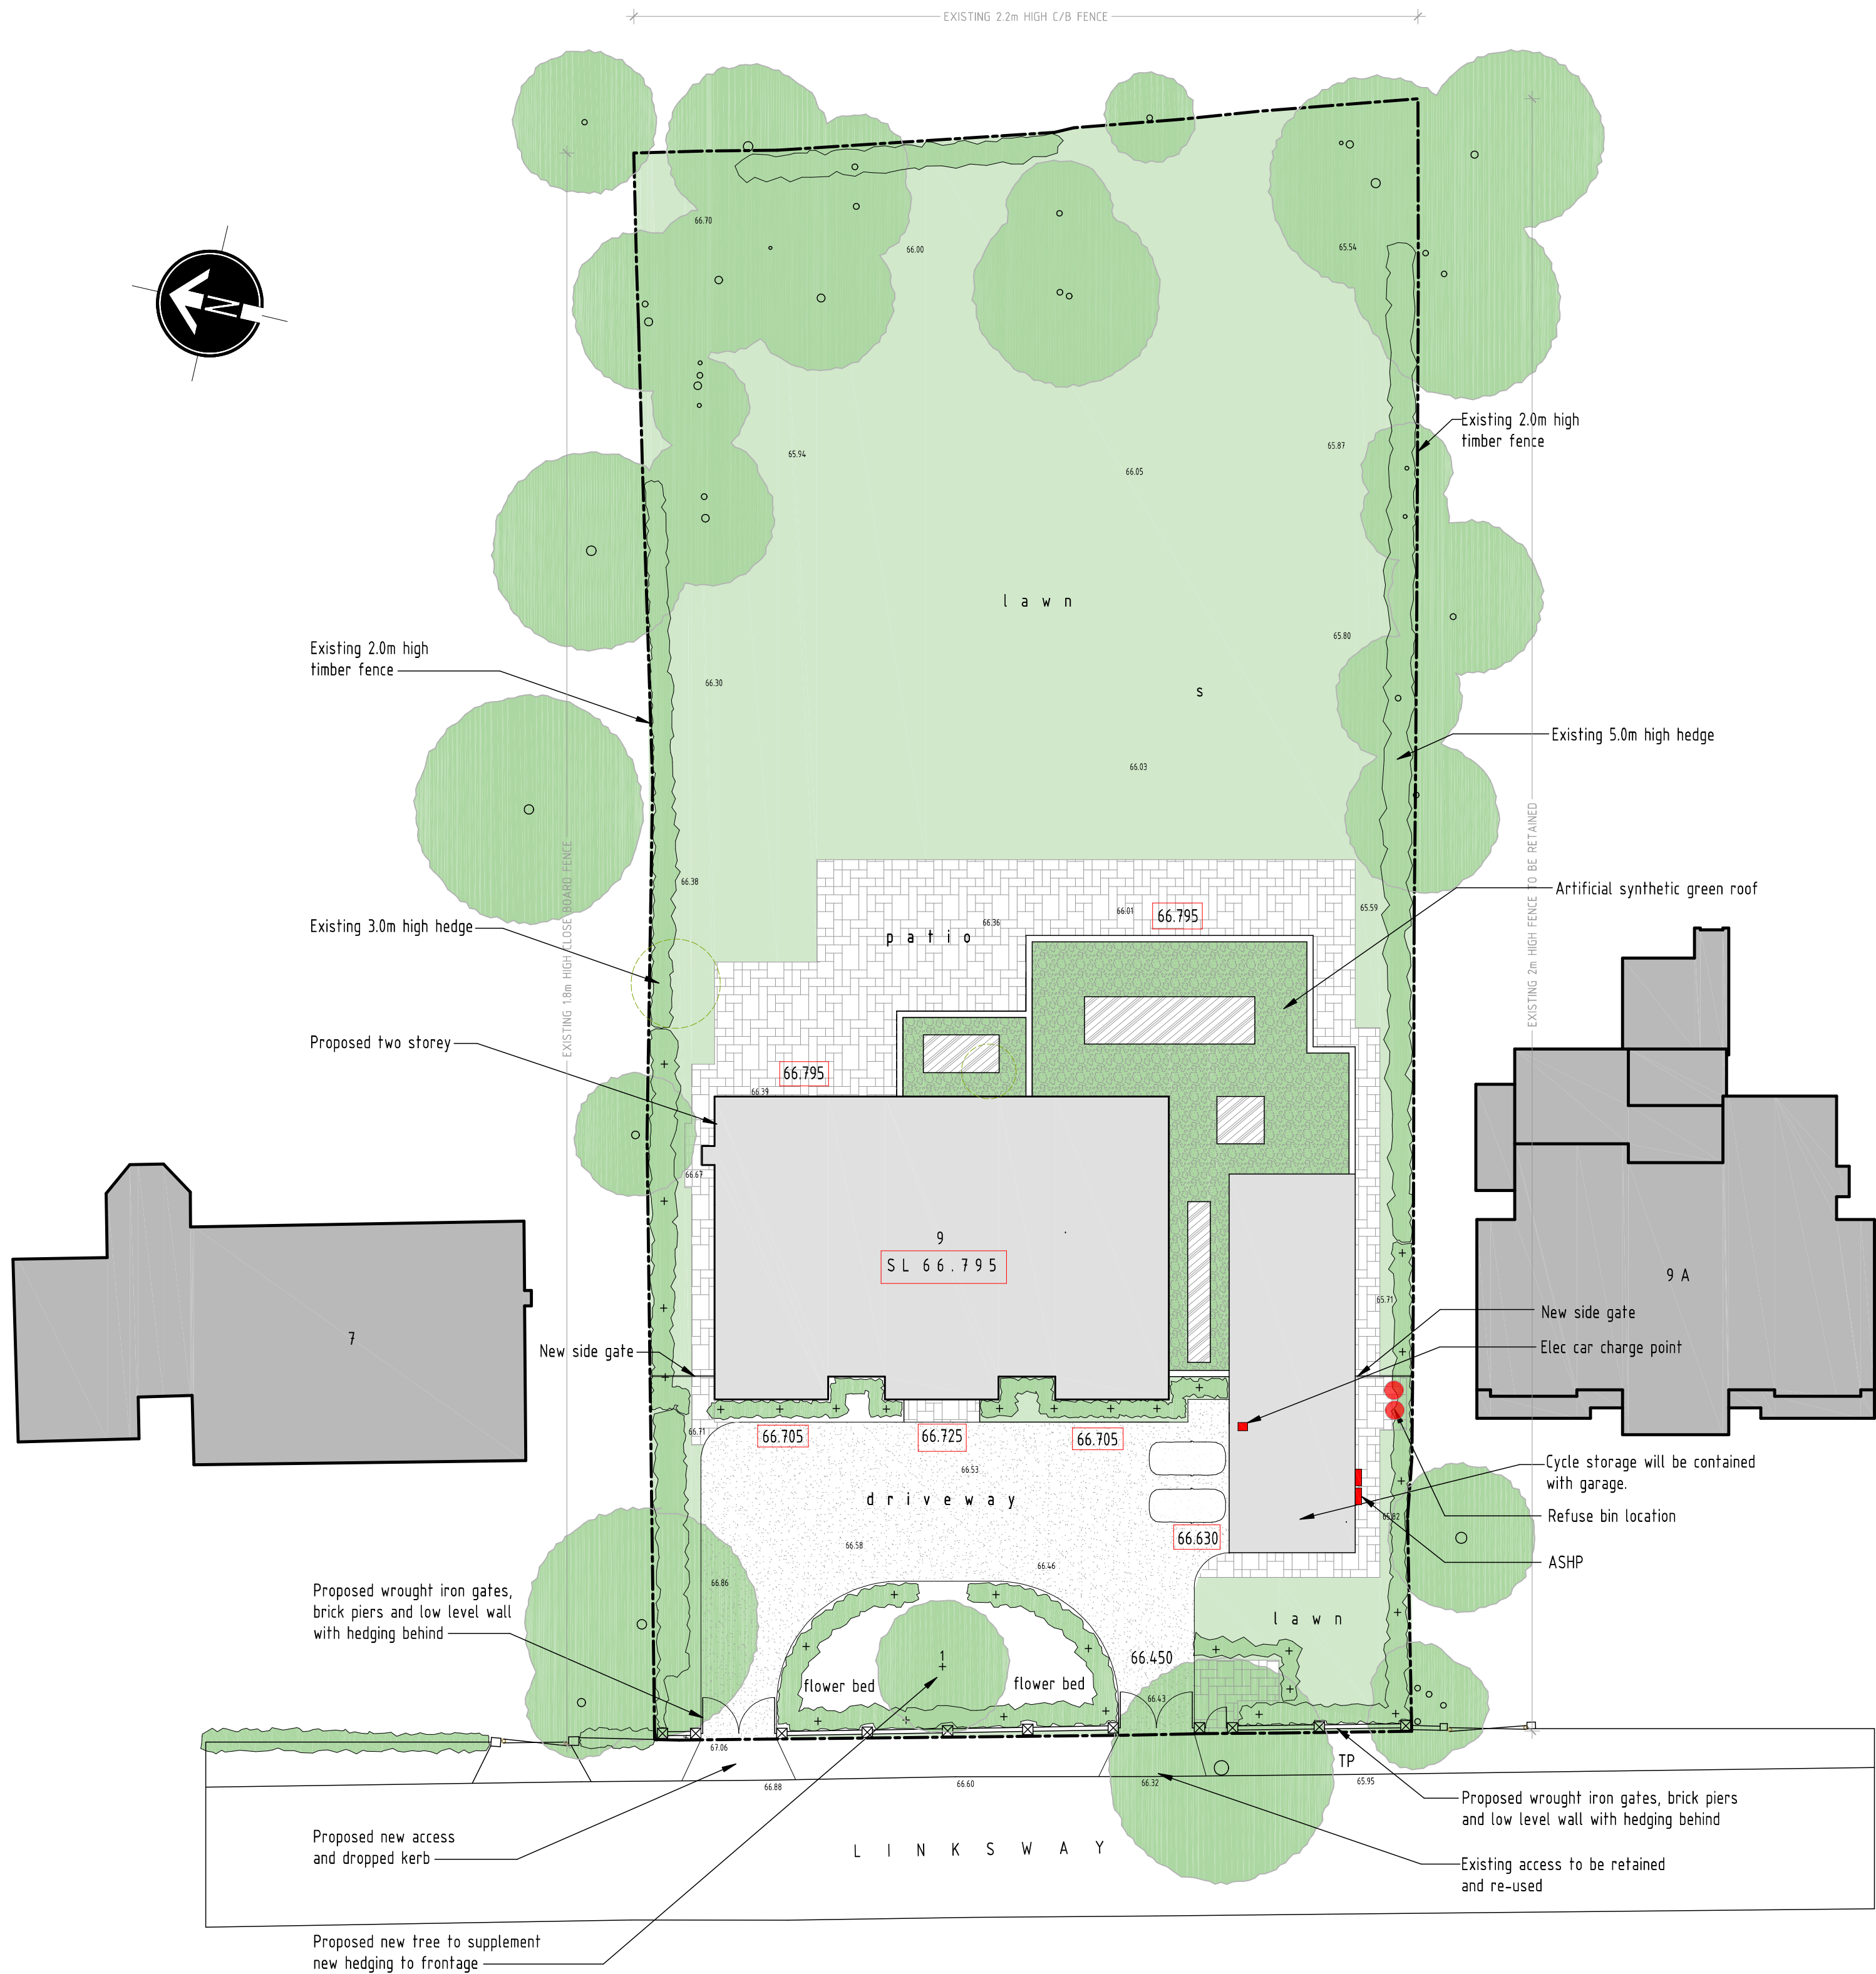 EXISTING 2.2m HIGH C/B FENCE
66.70
66.00
65.54
N
Existing 2.0m high
timber fence
65.87
65.94
66.05
lawn
65.80
Existing 2.0m high
timber fence
66.30
s
Existing 5.0m high hedge
66.03
EXISTING 1.8m HIGH CLOSE BOARD FENCE
EXISTING 2m HIGH FENCE TO BE RETAINED
66.38
Artificial synthetic green roof
65.59
66.01
66.795
66.36
Existing 3.0m high hedge
patio
Proposed two storey
66.795
66.39
66.67
9
SL 66.795
9A
65.71
New side gate
7
New side gate
Elec car charge point
66.71
66.705
66.725
66.705
Cycle storage will be contained
with garage.
66.53
driveway
Refuse bin location
65.82
66.630
66.58
66.46
ASHP
66.86
Proposed wrought iron gates,
brick piers and low level wall
with hedging behind
lawn
1
66.450
flower bed
flower bed
66.43
67.06
TP
66.88
66.60
66.32
65.95
Proposed wrought iron gates, brick piers
and low level wall with hedging behind
Proposed new access
and dropped kerb
LINKSWAY
Existing access to be retained
and re-used
Proposed new tree to supplement
new hedging to frontage